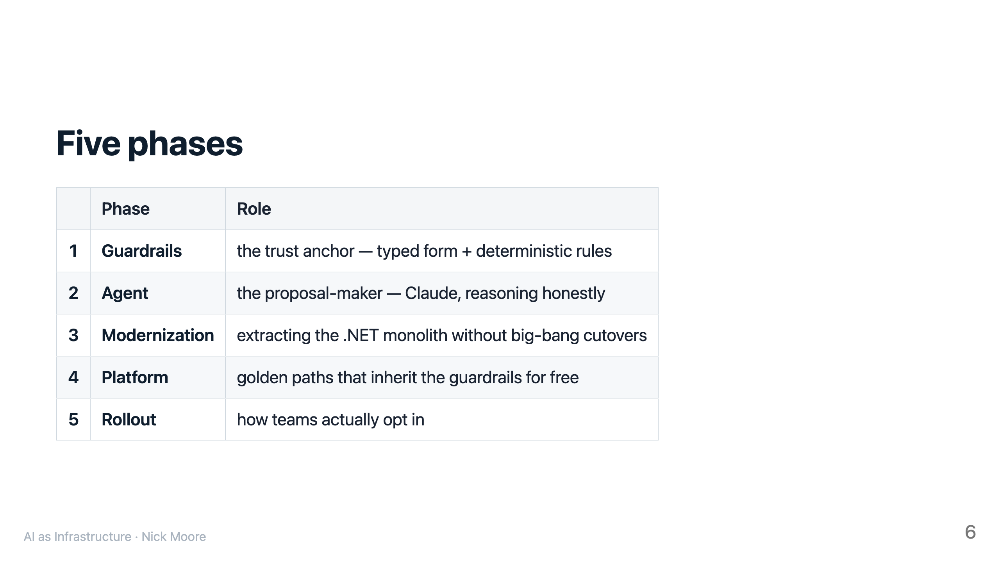 Five phases
Phase Role
1 Guardrails the trust anchor — typed form + deterministic rules
2 Agent the proposal-maker — Claude, reasoning honestly
3 Modernization extracting the .NET monolith without big-bang cutovers
4 Platform golden paths that inherit the guardrails for free
5 Rollout how teams actually opt in
AI as Infrastructure · Nick Moore
6